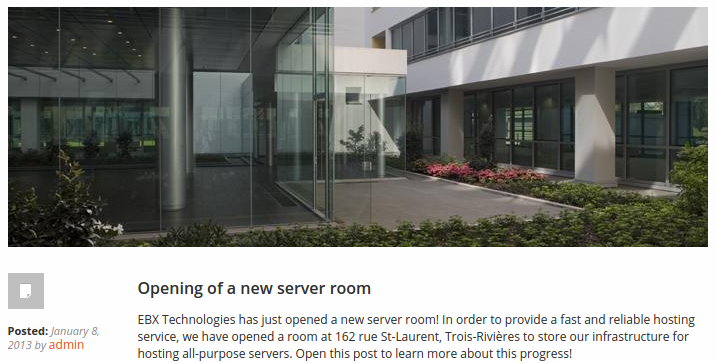 Opening of a new server room
Posted: January 8,
2013 by admin
EBX Technologies has just opened a new server room! In order to provide a fast and reliable hosting
service, we have opened a room at 162 rue St-Laurent, Trois-Rivières to store our infrastructure for
hosting all-purpose servers. Open this post to learn more about this progress!